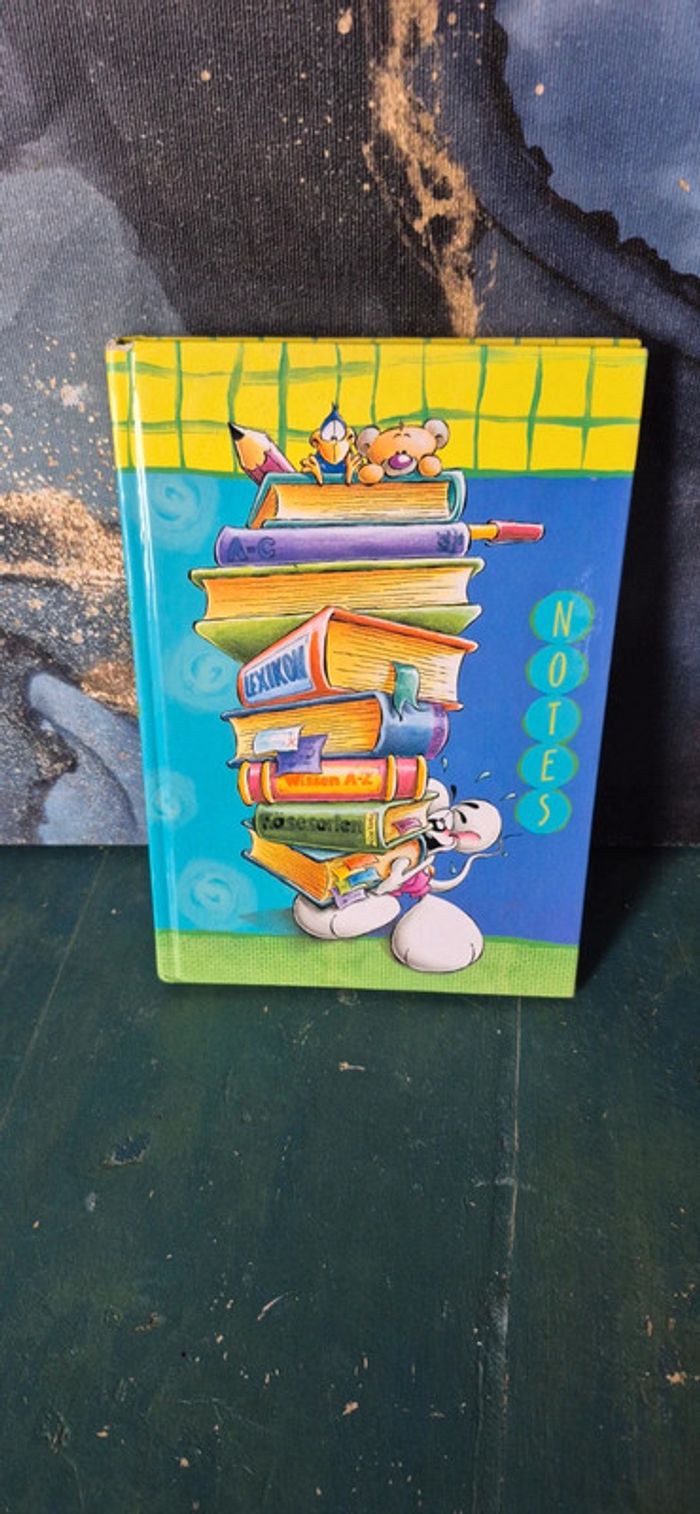 A-C
LEXIKON
Wissen A-Z
Käsesorten
NOTES